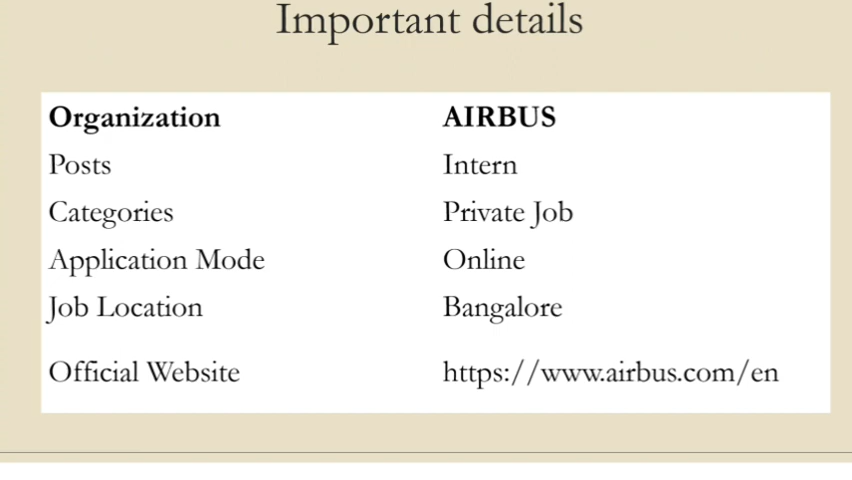 Important details
Organization AIRBUS
Posts Intern
Categories Private Job
Application Mode Online
Job Location Bangalore
Official Website https://www.airbus.com/en